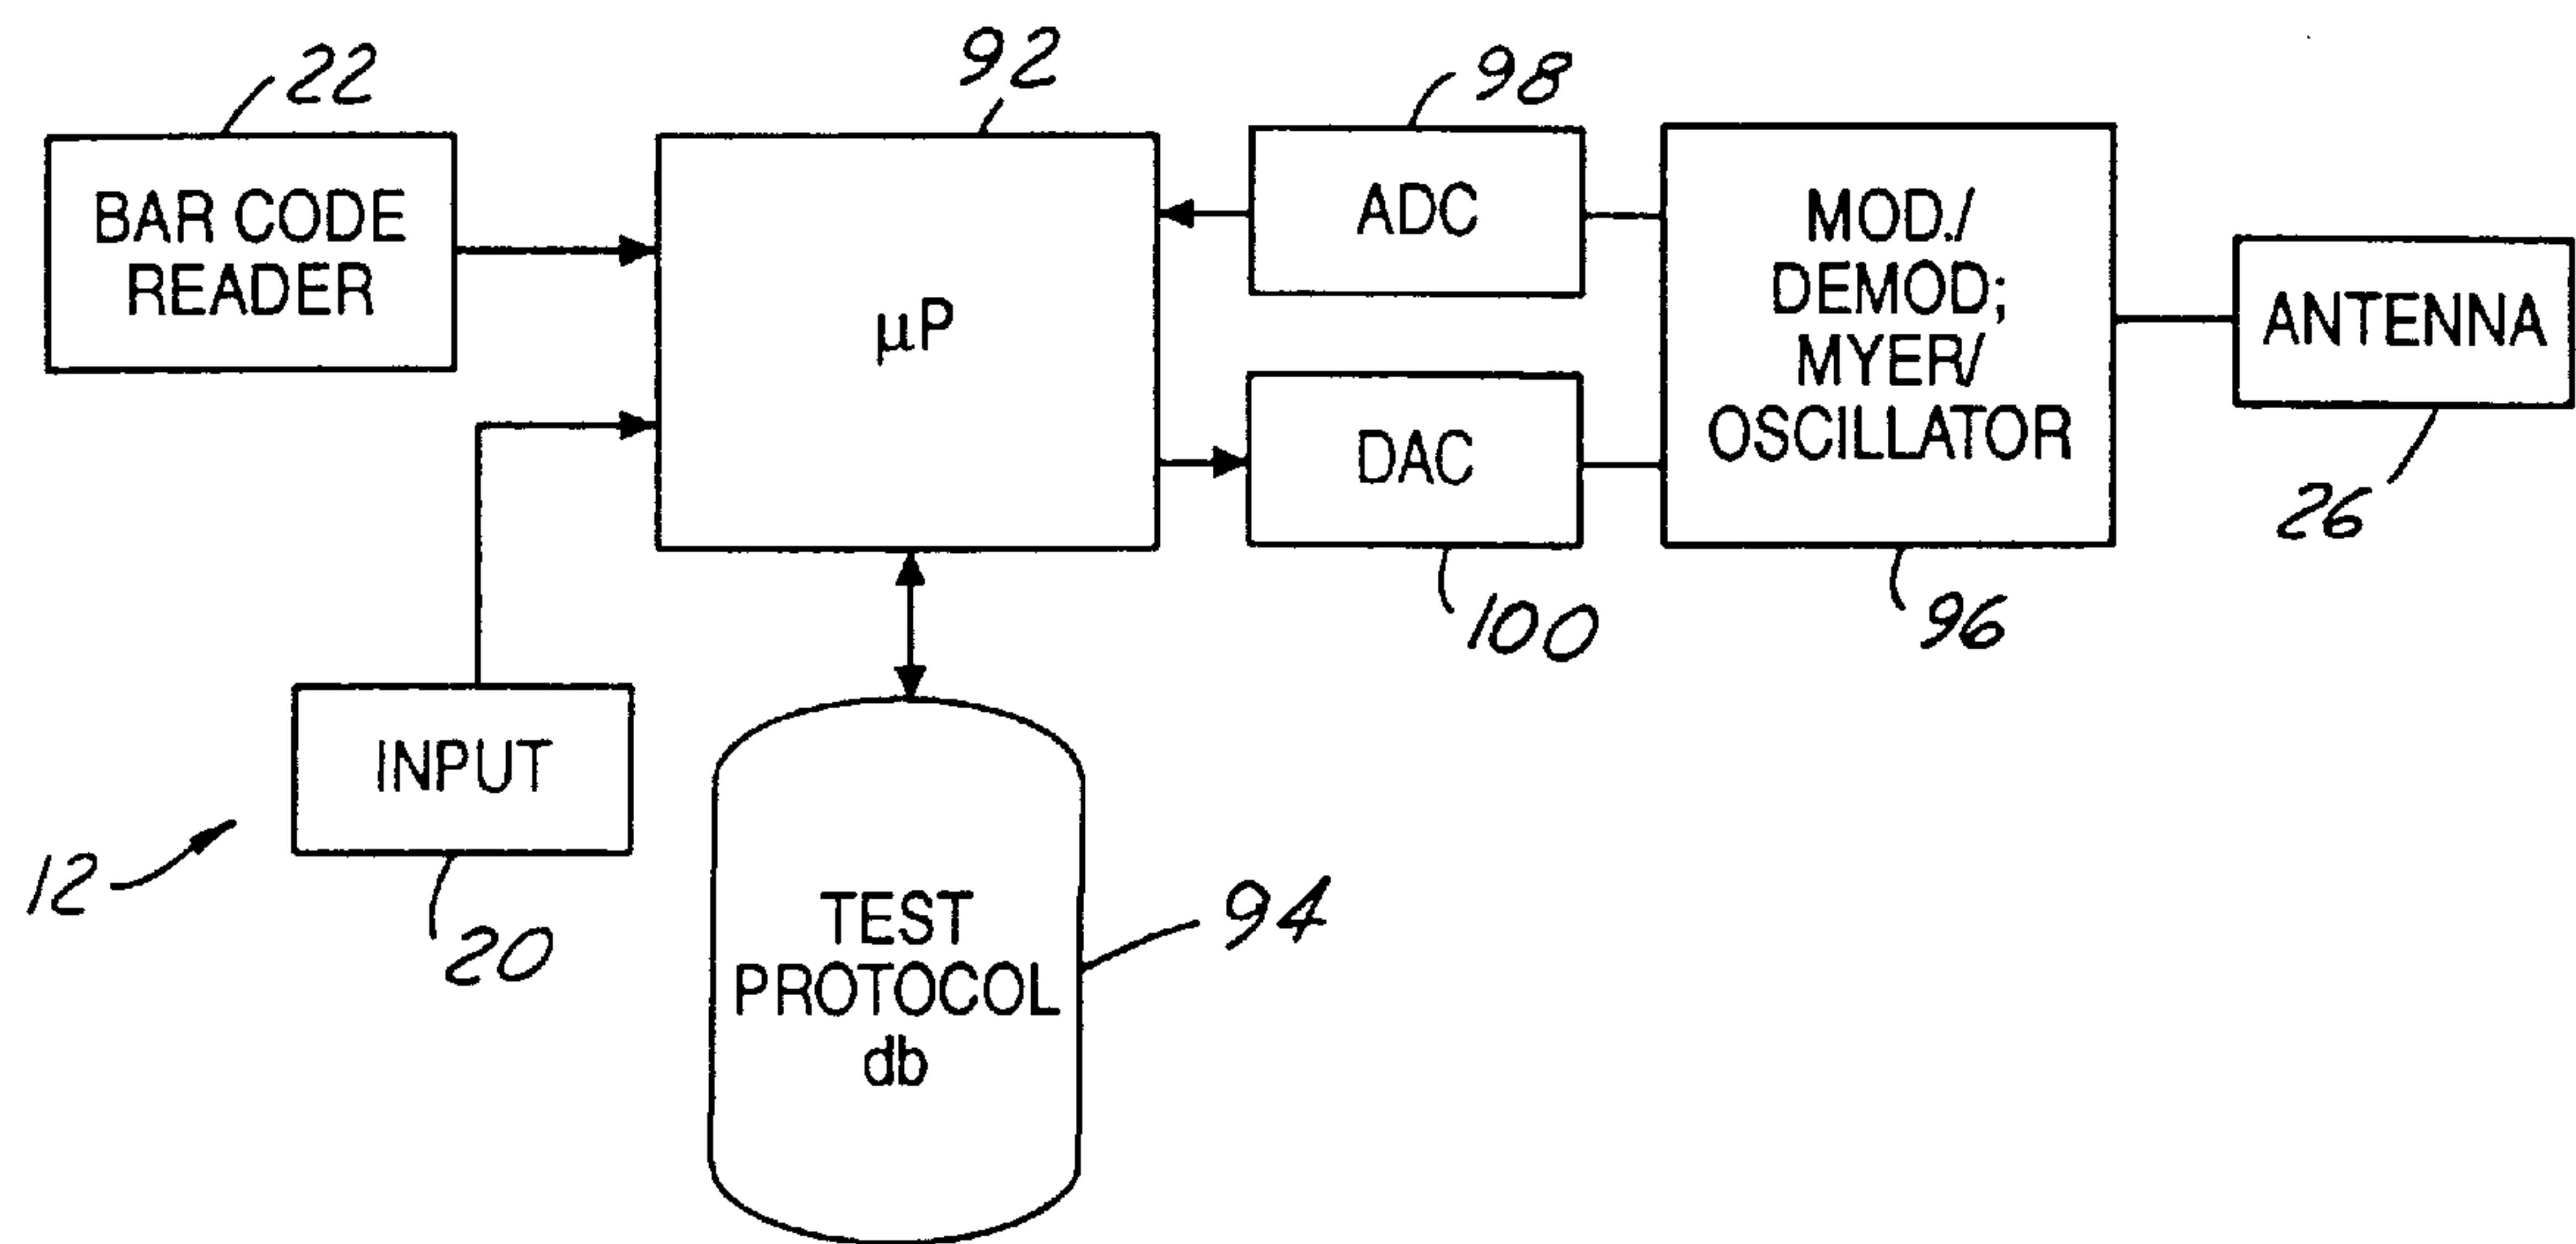 22
92
98
BAR CODE
READER
µP
ADC
DAC
MOD./
DEMOD;
MYER/
OSCILLATOR
ANTENNA
26
100
96
INPUT
12
20
TEST
PROTOCOL
db
94